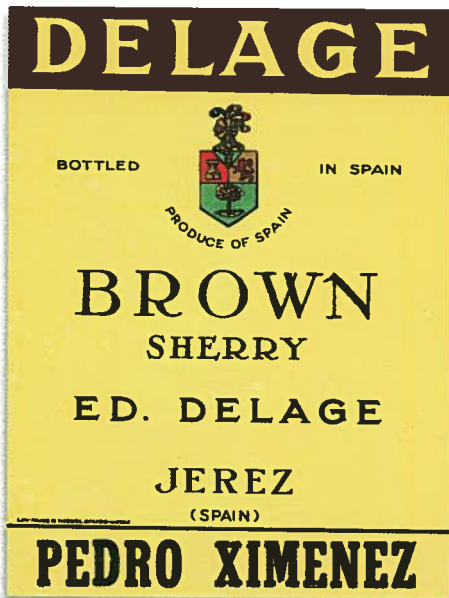 DELAGE
BOTTLED IN SPAIN
PRODUCE OF SPAIN
BROWN
SHERRY
ED. DELAGE
JEREZ
(SPAIN)
PEDRO XIMENEZ